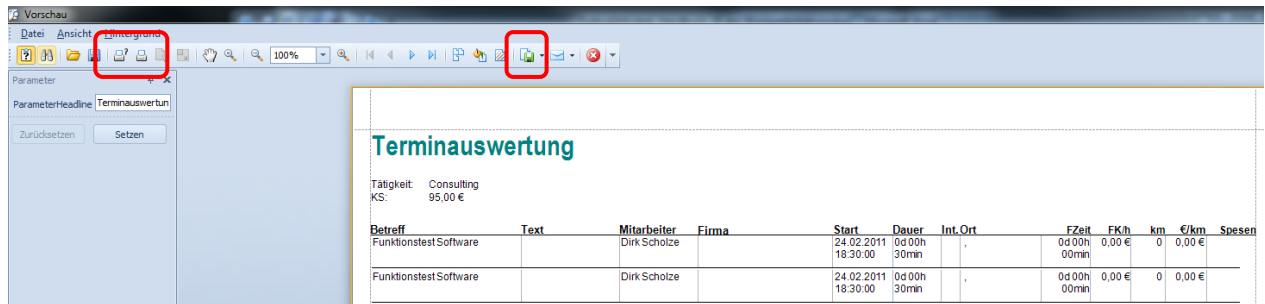 Vorschau
Datei Ansicht Hintergrund
100%
Parameter
ParameterHeadline Terminauswertun
Zurücksetzen Setzen
Terminauswertung
Tätigkeit: Consulting
KS: 95,00 €
Betreff Text Mitarbeiter Firma Start Dauer Int. Ort FZeit FK/h km €/km Spesen
Funktionstest Software Dirk Scholze 24.02.2011 0d 00h , 0d 00h 0,00 € 0 0,00 €
18:30:00 30min 00min
Funktionstest Software Dirk Scholze 24.02.2011 0d 00h , 0d 00h 0,00 € 0 0,00 €
18:30:00 30min 00min